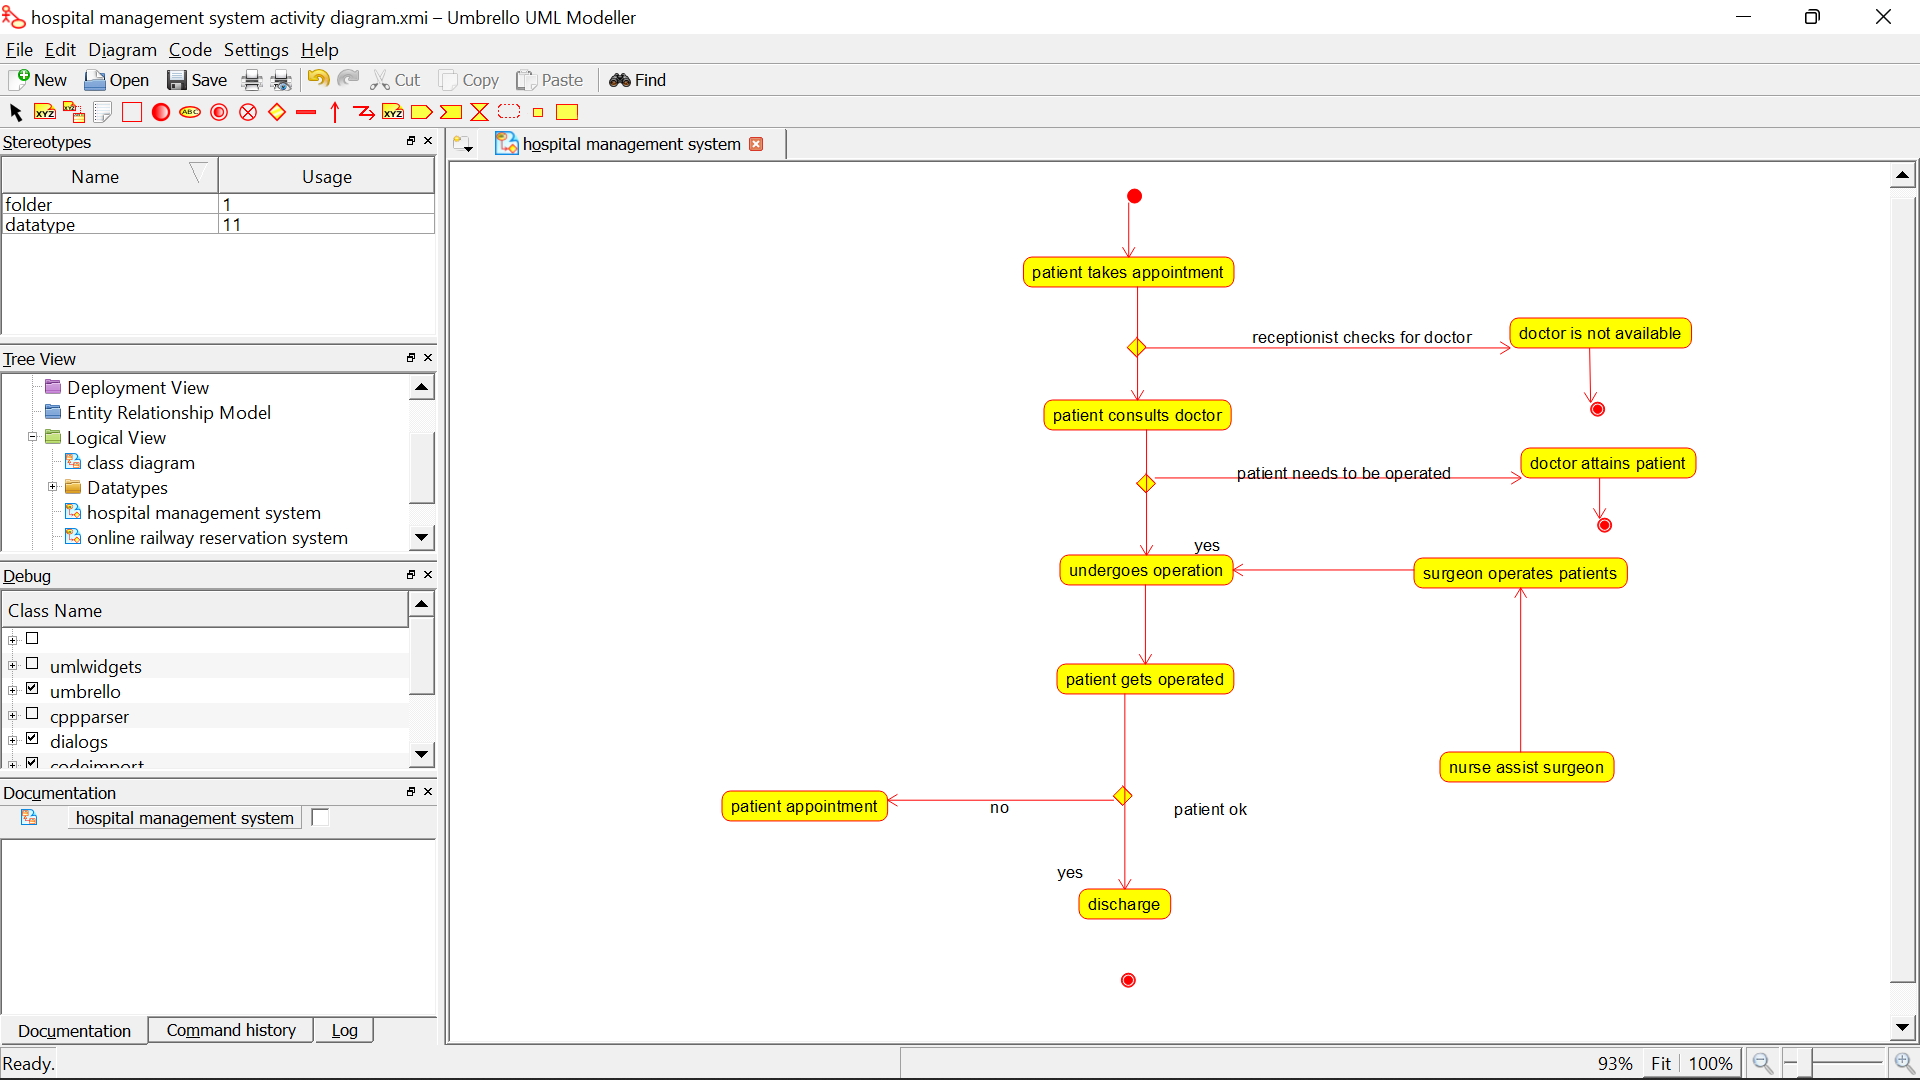 hospital management system activity diagram.xmi – Umbrello UML Modeller
File Edit Diagram Code Settings Help
New Open Save Cut Copy Paste Find
XYZ XYZ ABC XYZ
Stereotypes
hospital management system
Name Usage
folder 1
datatype 11
Tree View
Deployment View
Entity Relationship Model
Logical View
class diagram
Datatypes
hospital management system
online railway reservation system
Debug
Class Name
umlwidgets
umbrello
cppparser
dialogs
codeimport
Documentation
hospital management system
Documentation Command history Log
patient takes appointment
receptionist checks for doctor
doctor is not available
patient consults doctor
patient needs to be operated
doctor attains patient
yes
undergoes operation
surgeon operates patients
patient gets operated
nurse assist surgeon
patient appointment
no
patient ok
yes
discharge
Ready.
93% Fit 100%